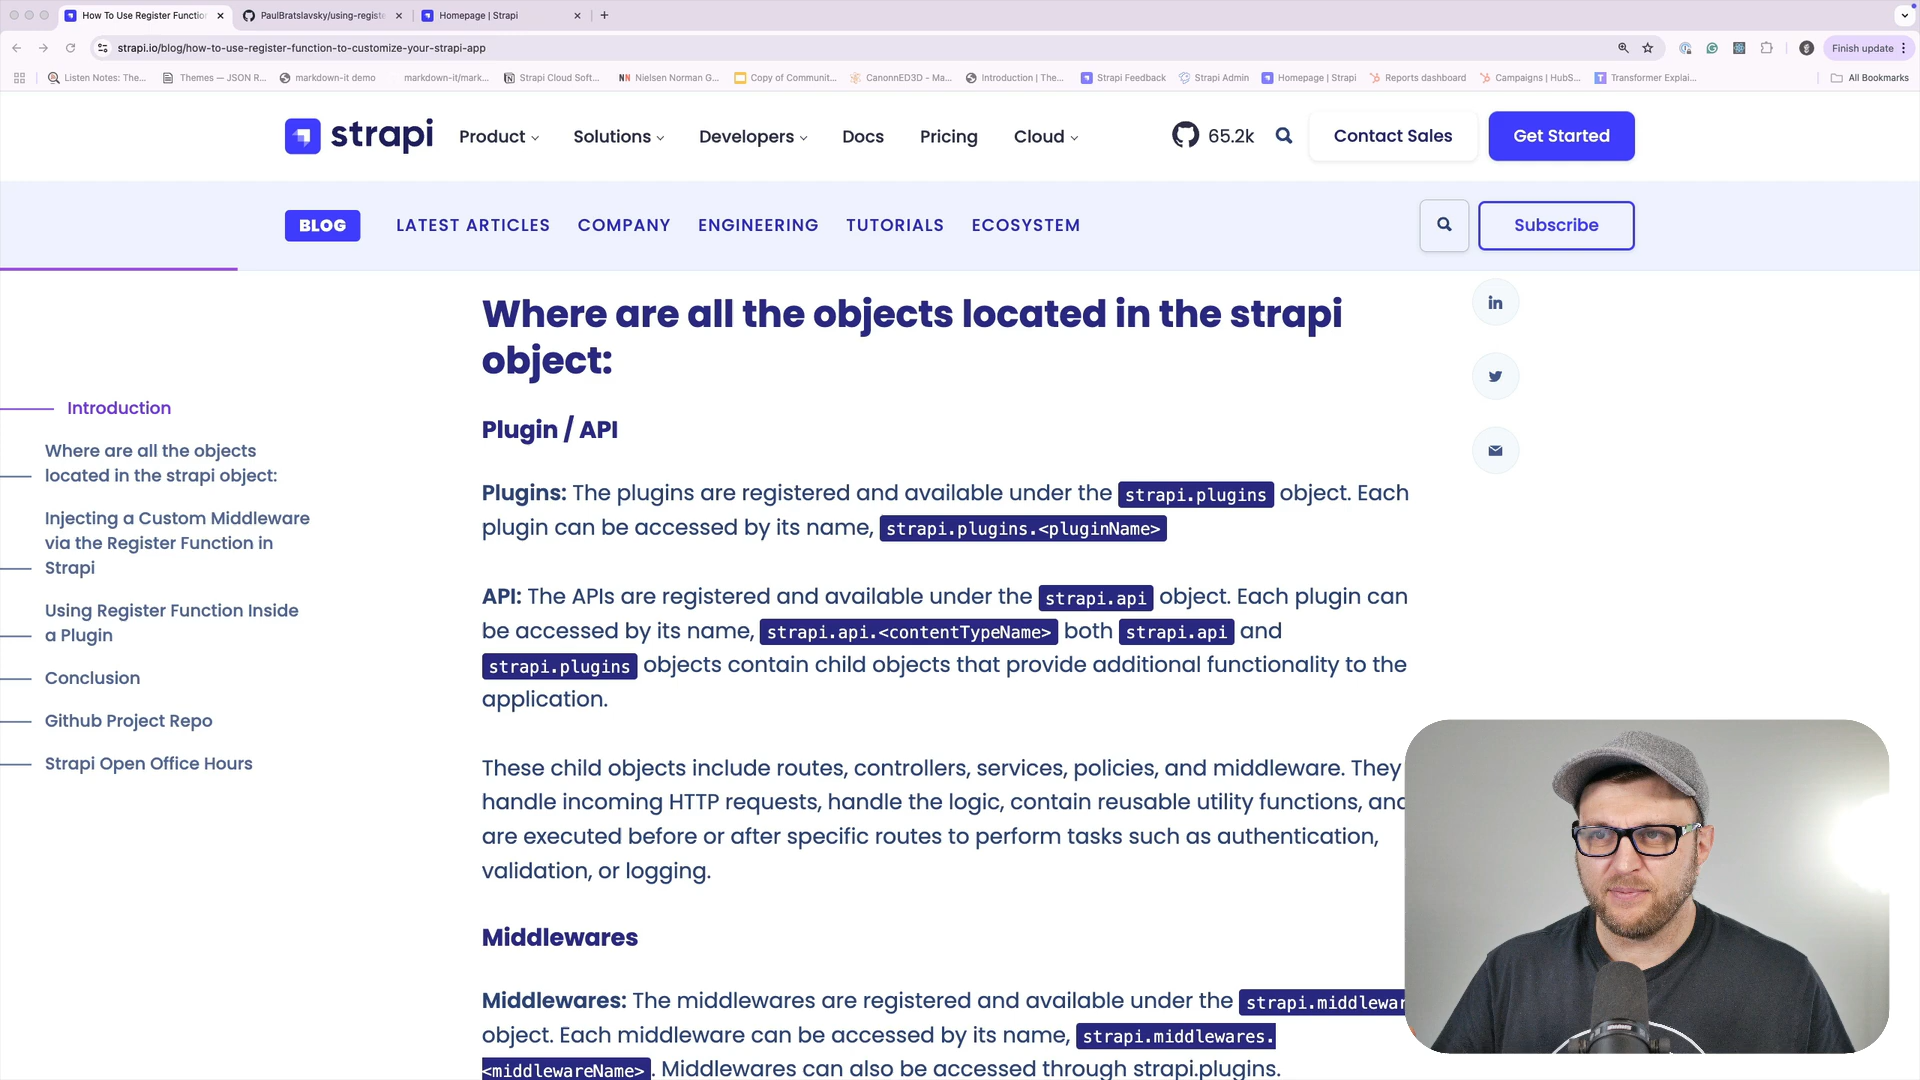 How To Use Register Function
PaulBratslavsky/using-registe
Homepage | Strapi
strapi.io/blog/how-to-use-register-function-to-customize-your-strapi-app
Finish update
Listen Notes: The...
Themes — JSON R...
markdown-it demo
markdown-it/mark...
Strapi Cloud Soft...
Nielsen Norman G...
Copy of Communit...
CanonnED3D - Ma...
Introduction | The...
Strapi Feedback
Strapi Admin
Homepage | Strapi
Reports dashboard
Campaigns | HubS...
Transformer Explai...
All Bookmarks
strapi
Product
Solutions
Developers
Docs
Pricing
Cloud
65.2k
Contact Sales
Get Started
BLOG
LATEST ARTICLES
COMPANY
ENGINEERING
TUTORIALS
ECOSYSTEM
Subscribe
Introduction
Where are all the objects
located in the strapi object:
Injecting a Custom Middleware
via the Register Function in
Strapi
Using Register Function Inside
a Plugin
Conclusion
Github Project Repo
Strapi Open Office Hours
Where are all the objects located in the strapi
object:
Plugin / API
Plugins: The plugins are registered and available under the strapi.plugins object. Each
plugin can be accessed by its name, strapi.plugins.<pluginName>
API: The APIs are registered and available under the strapi.api object. Each plugin can
be accessed by its name, strapi.api.<contentTypeName> both strapi.api and
strapi.plugins objects contain child objects that provide additional functionality to the
application.
These child objects include routes, controllers, services, policies, and middleware. They
handle incoming HTTP requests, handle the logic, contain reusable utility functions, and
are executed before or after specific routes to perform tasks such as authentication,
validation, or logging.
Middlewares
Middlewares: The middlewares are registered and available under the strapi.middlewar
object. Each middleware can be accessed by its name, strapi.middlewares.
<middlewareName> . Middlewares can also be accessed through strapi.plugins.